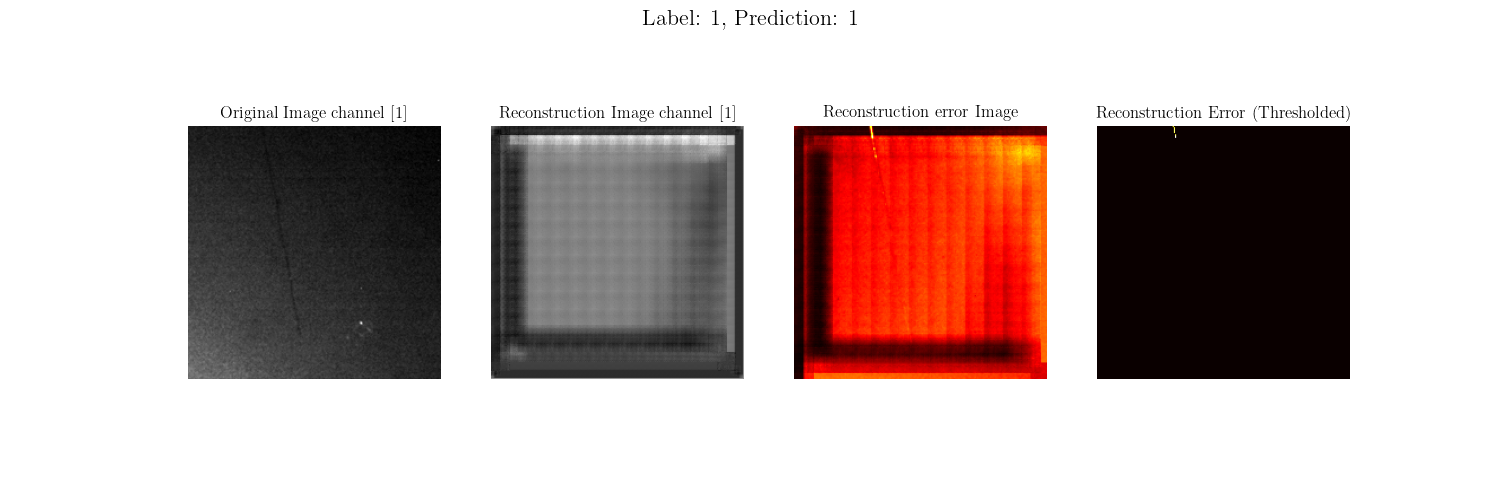 Label: 1, Prediction: 1
Original Image channel [1]
Reconstruction Image channel [1]
Reconstruction error Image
Reconstruction Error (Thresholded)